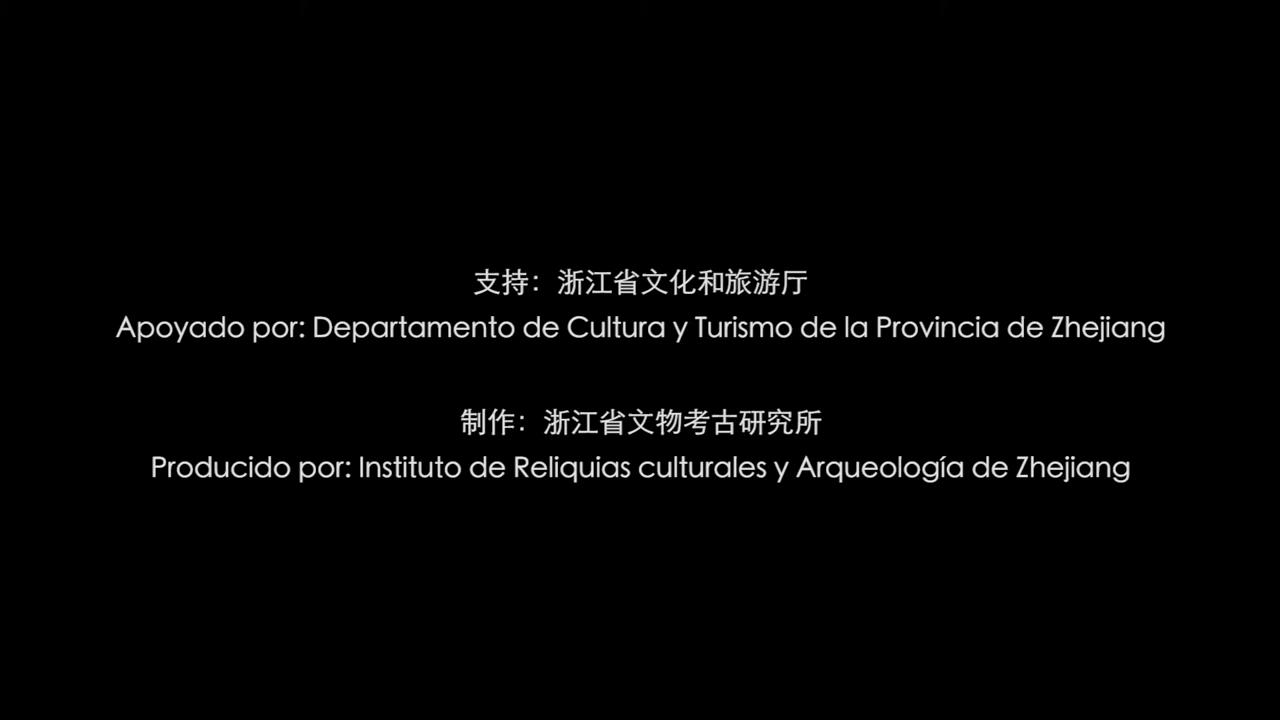 支持：浙江省文化和旅游厅
Apoyado por: Departamento de Cultura y Turismo de la Provincia de Zhejiang
制作：浙江省文物考古研究所
Producido por: Instituto de Reliquias culturales y Arqueología de Zhejiang